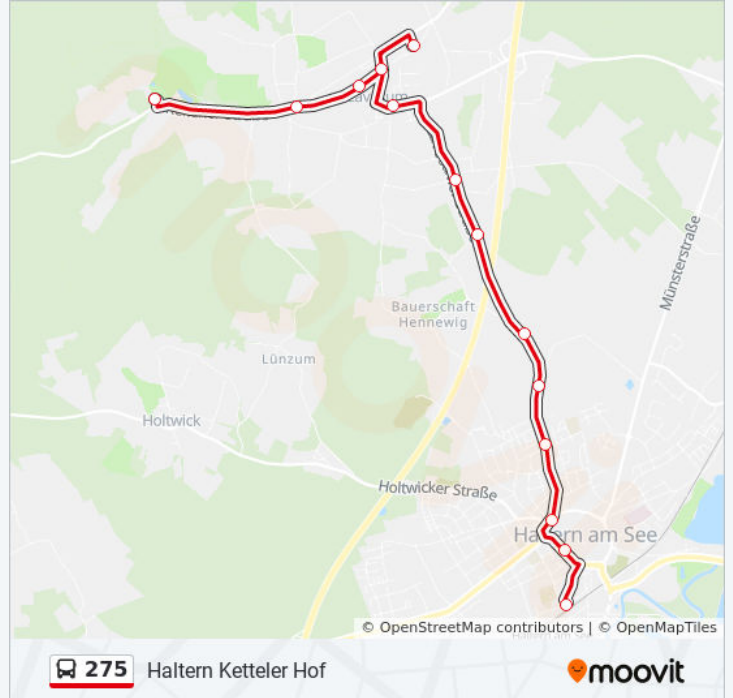 Münsterstraße
Bauerschaft
Hennewig
Lünzum
Holtwick
Holtwicker Straße
Haltern am See
© OpenStreetMap contributors | © OpenMapTiles
275 Haltern Ketteler Hof
moovit